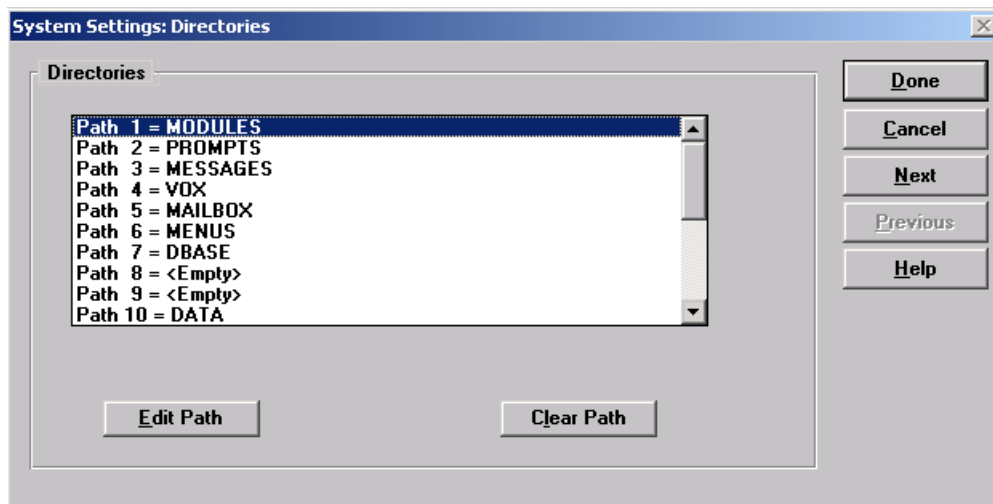 System Settings: Directories
Directories
Path 1 = MODULES
Path 2 = PROMPTS
Path 3 = MESSAGES
Path 4 = VOX
Path 5 = MAILBOX
Path 6 = MENUS
Path 7 = DBASE
Path 8 = <Empty>
Path 9 = <Empty>
Path 10 = DATA
Edit Path
Clear Path
Done
Cancel
Next
Previous
Help